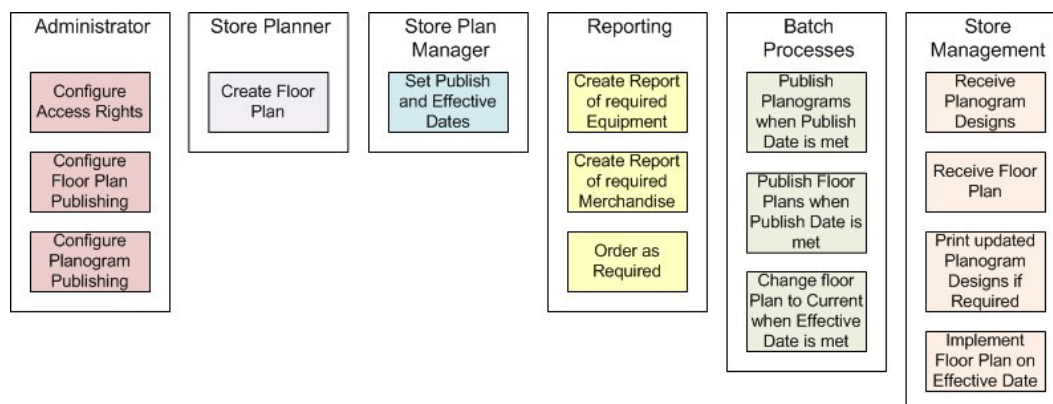 Administrator
Configure
Access Rights
Configure
Floor Plan
Publishing
Configure
Planogram
Publishing
Store Planner
Create Floor
Plan
Store Plan
Manager
Set Publish
and Effective
Dates
Reporting
Create Report
of required
Equipment
Create Report
of required
Merchandise
Order as
Required
Batch
Processes
Publish
Planograms
when Publish
Date is met
Publish Floor
Plans when
Publish Date is
met
Change floor
Plan to Current
when Effective
Date is met
Store
Management
Receive
Planogram
Designs
Receive Floor
Plan
Print updated
Planogram
Designs if
Required
Implement
Floor Plan on
Effective Date